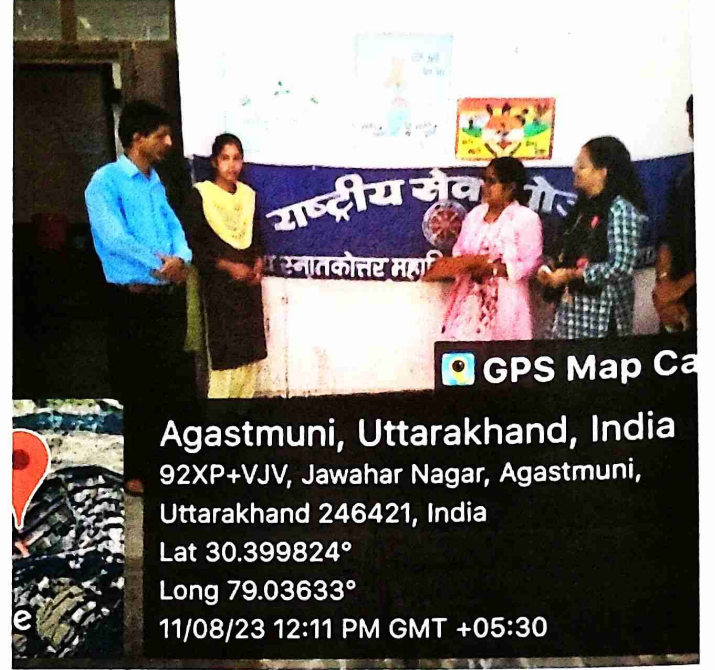 राष्ट्रीय सेव
स्नातकोत्तर महा
GPS Map Ca
Agastmuni, Uttarakhand, India
92XP+VJV, Jawahar Nagar, Agastmuni,
Uttarakhand 246421, India
Lat 30.399824°
Long 79.03633°
11/08/23 12:11 PM GMT +05:30
e